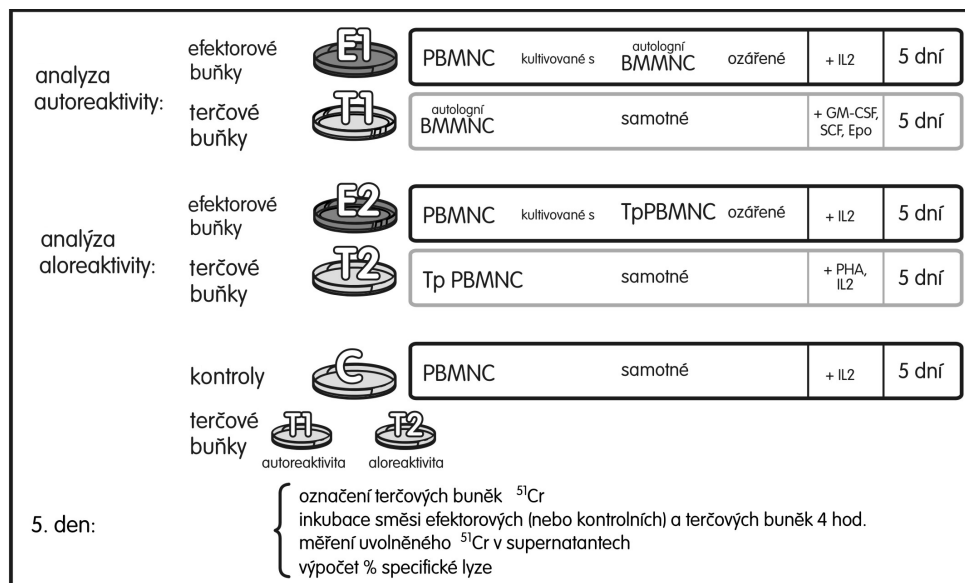 analyza
autoreaktivity:
efektorové
buňky
E1
PBMNC kultivované s autologní BMMNC ozářené + IL2 5 dní
terčové
buňky
T1
autologní
BMMNC samotné + GM-CSF, SCF, Epo 5 dní
analýza
aloreaktivity:
efektorové
buňky
E2
PBMNC kultivované s TpPBMNC ozářené + IL2 5 dní
terčové
buňky
T2
Tp PBMNC samotné + PHA, IL2 5 dní
kontroly
C
PBMNC samotné + IL2 5 dní
terčové
buňky
T1 T2
autoreaktivita aloreaktivita
5. den:
označení terčových buněk ⁵¹Cr
inkubace směsi efektorových (nebo kontrolních) a terčových buněk 4 hod.
měření uvolněného ⁵¹Cr v supernatantech
výpočet % specifické lyze